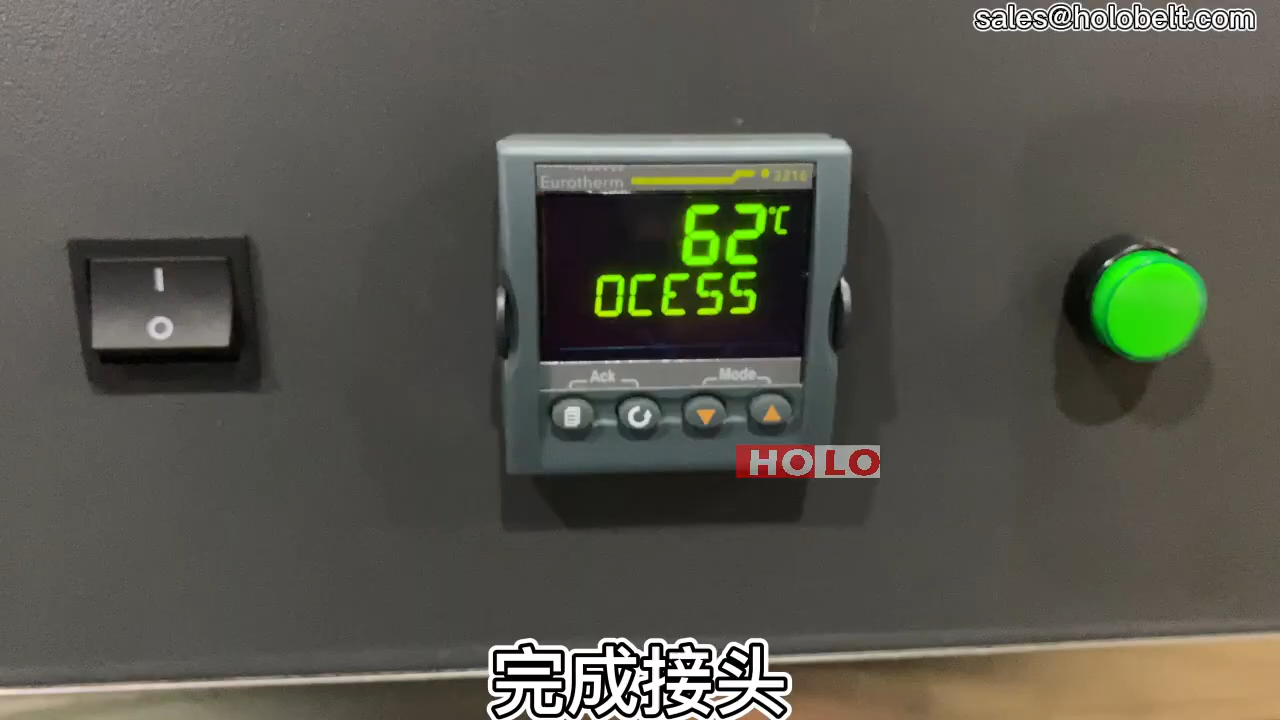 sales@holobelt.com
Eurotherm 3216
62°C
OCESS
Ack Mode
I
O
HOLO
完成接头